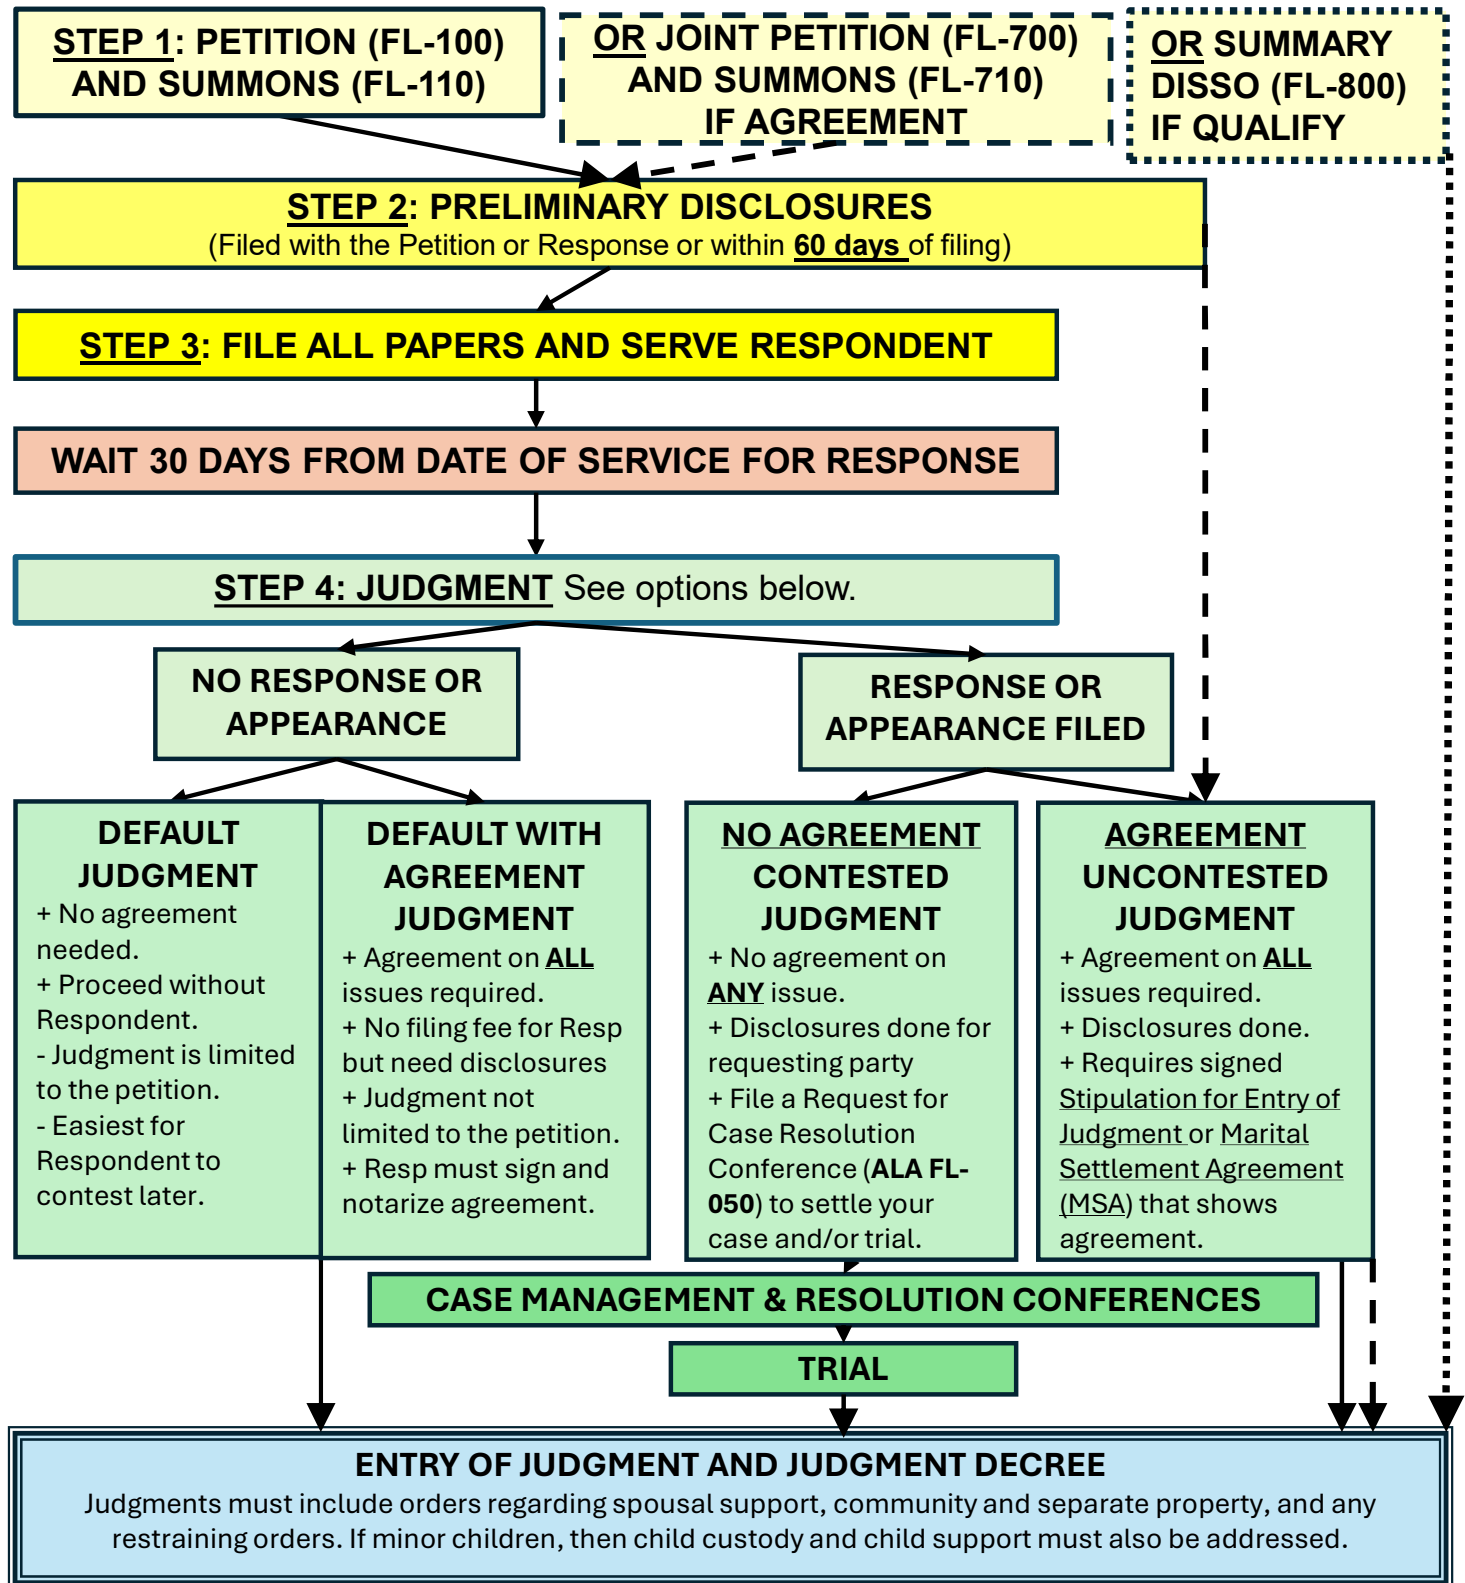 STEP 1: PETITION (FL-100)
AND SUMMONS (FL-110)
OR JOINT PETITION (FL-700)
AND SUMMONS (FL-710)
IF AGREEMENT
OR SUMMARY
DISSO (FL-800)
IF QUALIFY
STEP 2: PRELIMINARY DISCLOSURES
(Filed with the Petition or Response or within 60 days of filing)
STEP 3: FILE ALL PAPERS AND SERVE RESPONDENT
WAIT 30 DAYS FROM DATE OF SERVICE FOR RESPONSE
STEP 4: JUDGMENT See options below.
NO RESPONSE OR
APPEARANCE
RESPONSE OR
APPEARANCE FILED
DEFAULT
JUDGMENT
+ No agreement
needed.
+ Proceed without
Respondent.
- Judgment is limited
to the petition.
- Easiest for
Respondent to
contest later.
DEFAULT WITH
AGREEMENT
JUDGMENT
+ Agreement on ALL
issues required.
+ No filing fee for Resp
but need disclosures
+ Judgment not
limited to the petition.
+ Resp must sign and
notarize agreement.
NO AGREEMENT
CONTESTED
JUDGMENT
+ No agreement on
ANY issue.
+ Disclosures done for
requesting party
+ File a Request for
Case Resolution
Conference (ALA FL-
050) to settle your
case and/or trial.
AGREEMENT
UNCONTESTED
JUDGMENT
+ Agreement on ALL
issues required.
+ Disclosures done.
+ Requires signed
Stipulation for Entry of
Judgment or Marital
Settlement Agreement
(MSA) that shows
agreement.
CASE MANAGEMENT & RESOLUTION CONFERENCES
TRIAL
ENTRY OF JUDGMENT AND JUDGMENT DECREE
Judgments must include orders regarding spousal support, community and separate property, and any
restraining orders. If minor children, then child custody and child support must also be addressed.